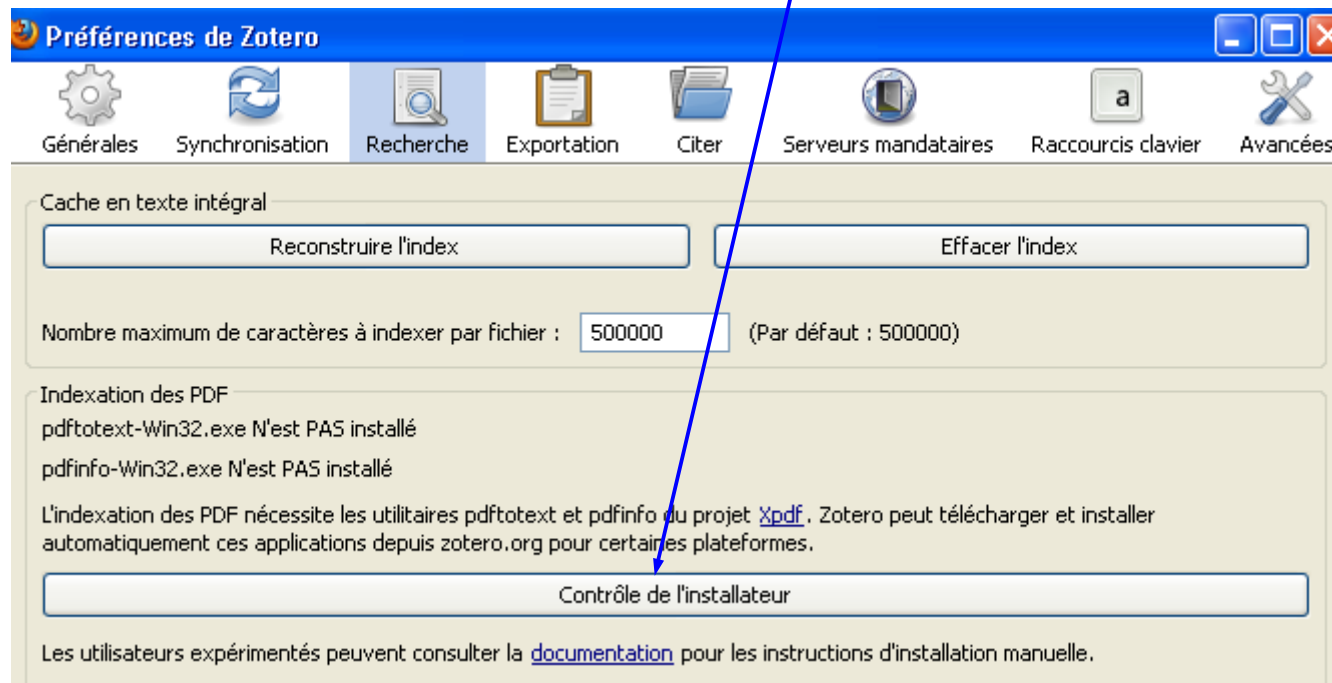 Préférences de Zotero
Générales Synchronisation Recherche Exportation Citer Serveurs mandataires a Raccourcis clavier Avancées
Cache en texte intégral
Reconstruire l'index Effacer l'index
Nombre maximum de caractères à indexer par fichier : 500000 (Par défaut : 500000)
Indexation des PDF
pdftotext-Win32.exe N'est PAS installé
pdfinfo-Win32.exe N'est PAS installé
L'indexation des PDF nécessite les utilitaires pdftotext et pdfinfo du projet Xpdf. Zotero peut télécharger et installer
automatiquement ces applications depuis zotero.org pour certaines plateformes.
Contrôle de l'installateur
Les utilisateurs expérimentés peuvent consulter la documentation pour les instructions d'installation manuelle.